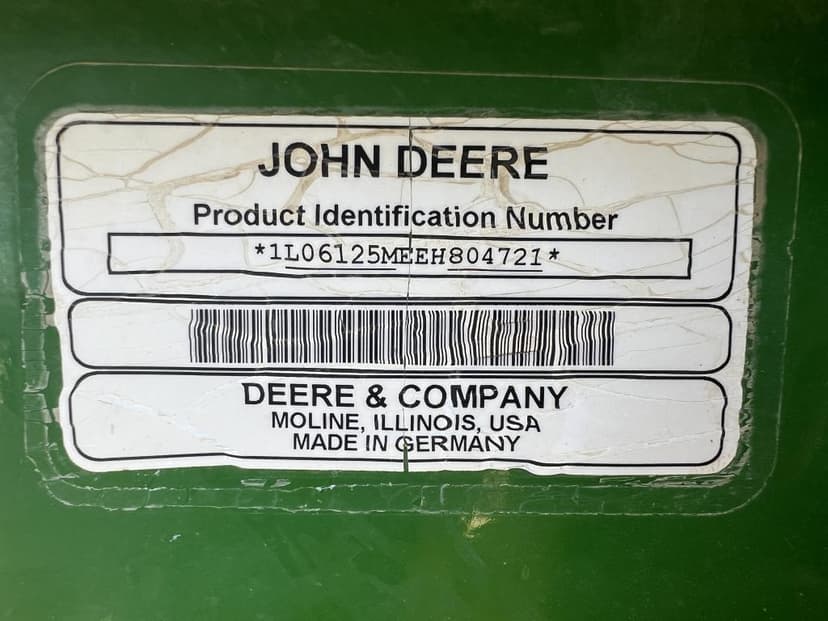 JOHN DEERE
Product Identification Number
*1L06125MEEH804721*
DEERE & COMPANY
MOLINE, ILLINOIS, USA
MADE IN GERMANY